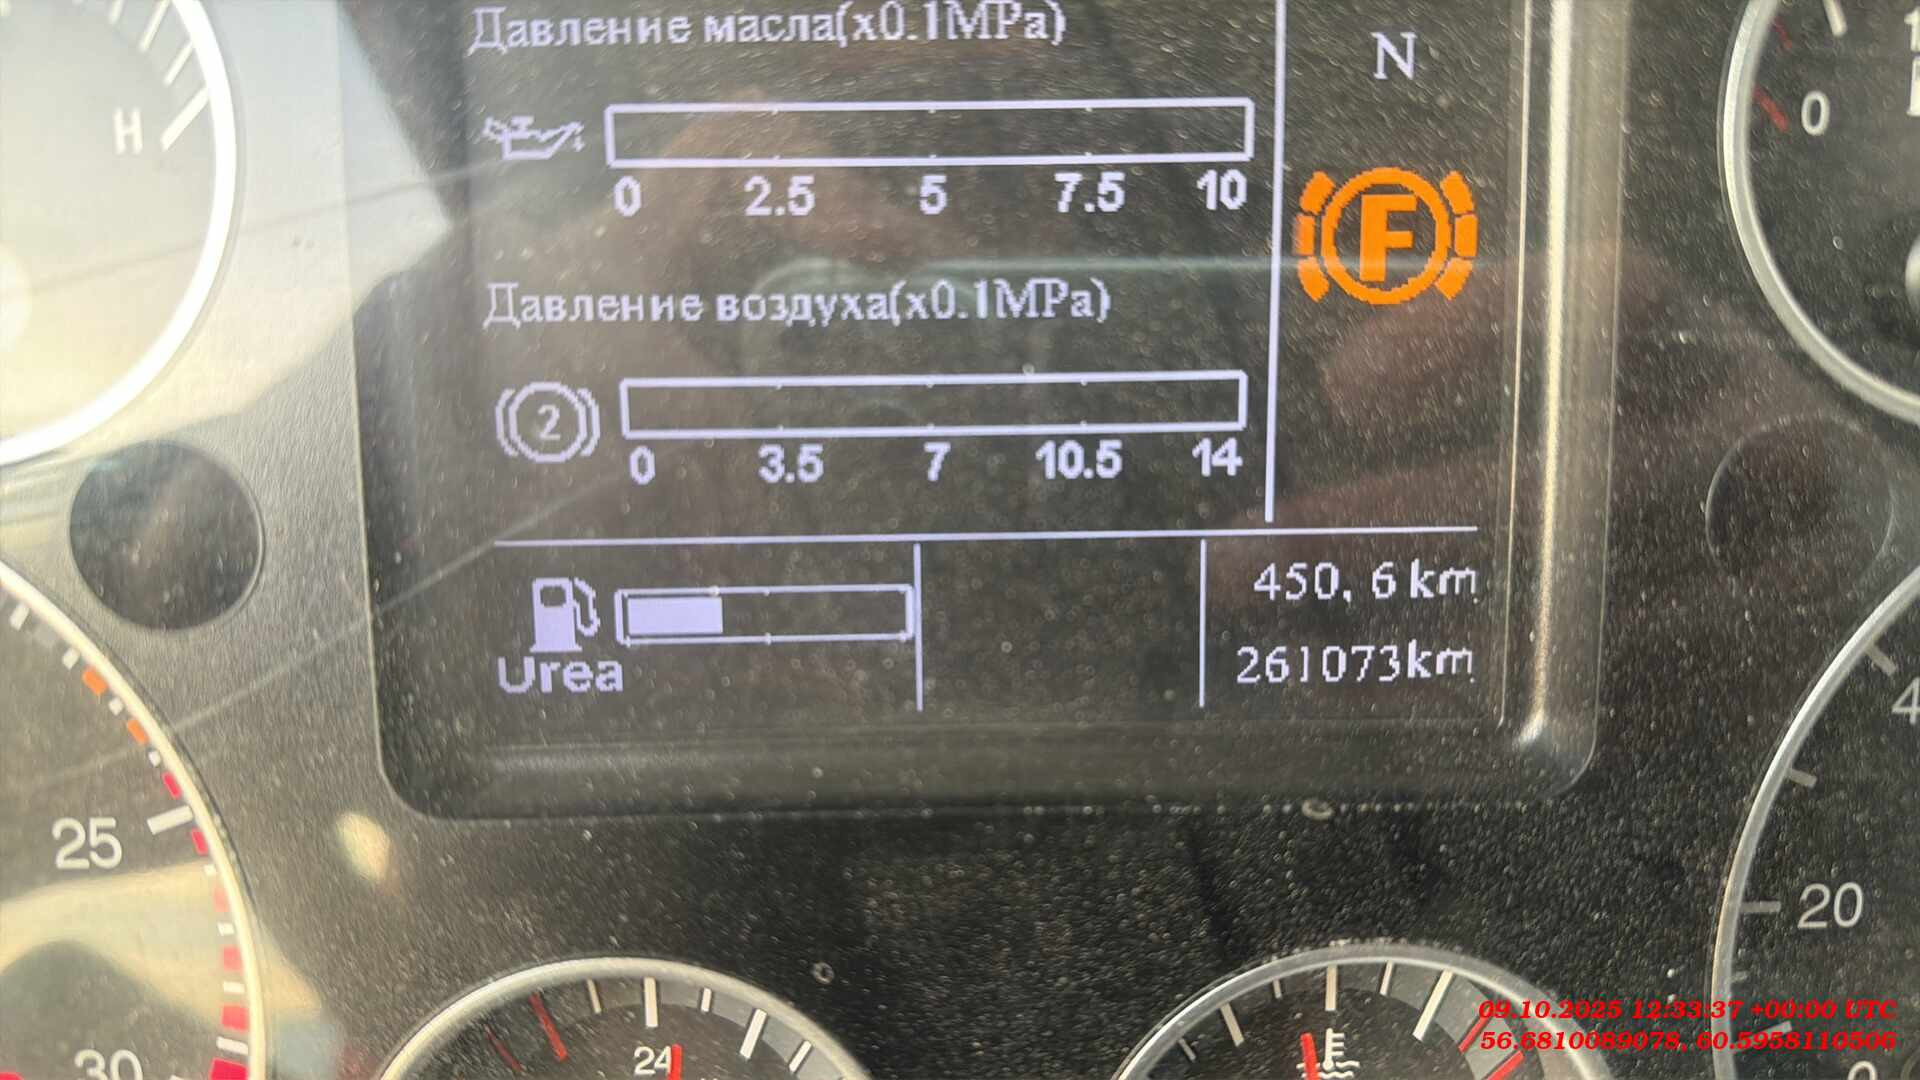 Давление масла(x0.1MPa)
N
H
0
0 2.5 5 7.5 10
F
Давление воздуха(x0.1MPa)
2
0 3.5 7 10.5 14
450, 6 km
Urea
261073km
25
20
24
30
09.10.2025 12:33:37 +00:00 UTC
56.6810089078, 60.5958110506